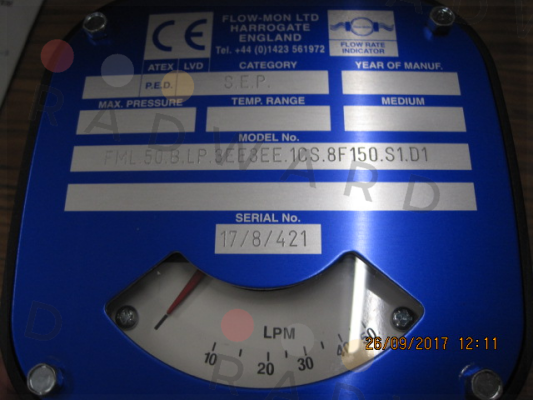 FLOW-MON LTD
HARROGATE
ENGLAND
Tel. +44 (0)1423 561972
CE
FLOW RATE
INDICATOR
ATEX LVD CATEGORY YEAR OF MANUF.
P.E.D. S.E.P.
MAX. PRESSURE TEMP. RANGE MEDIUM
MODEL No.
FML.50.B.LP.3EE3EE.1CS.8F150.S1.D1
SERIAL No.
17/8/421
LPM
10 20 30 40 50
26/09/2017 12:11
RADWARD